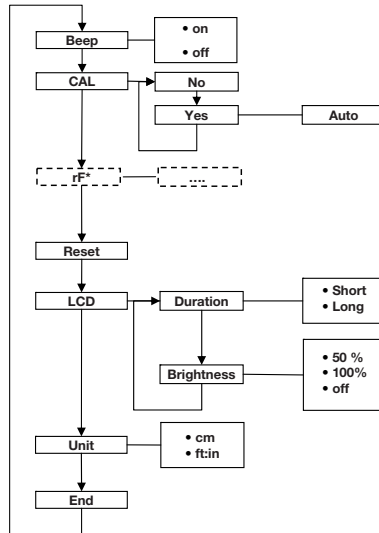 Beep
• on
• off
CAL
No
Yes
Auto
rF*
....
Reset
LCD
Duration
• Short
• Long
Brightness
• 50 %
• 100%
• off
Unit
• cm
• ft:in
End